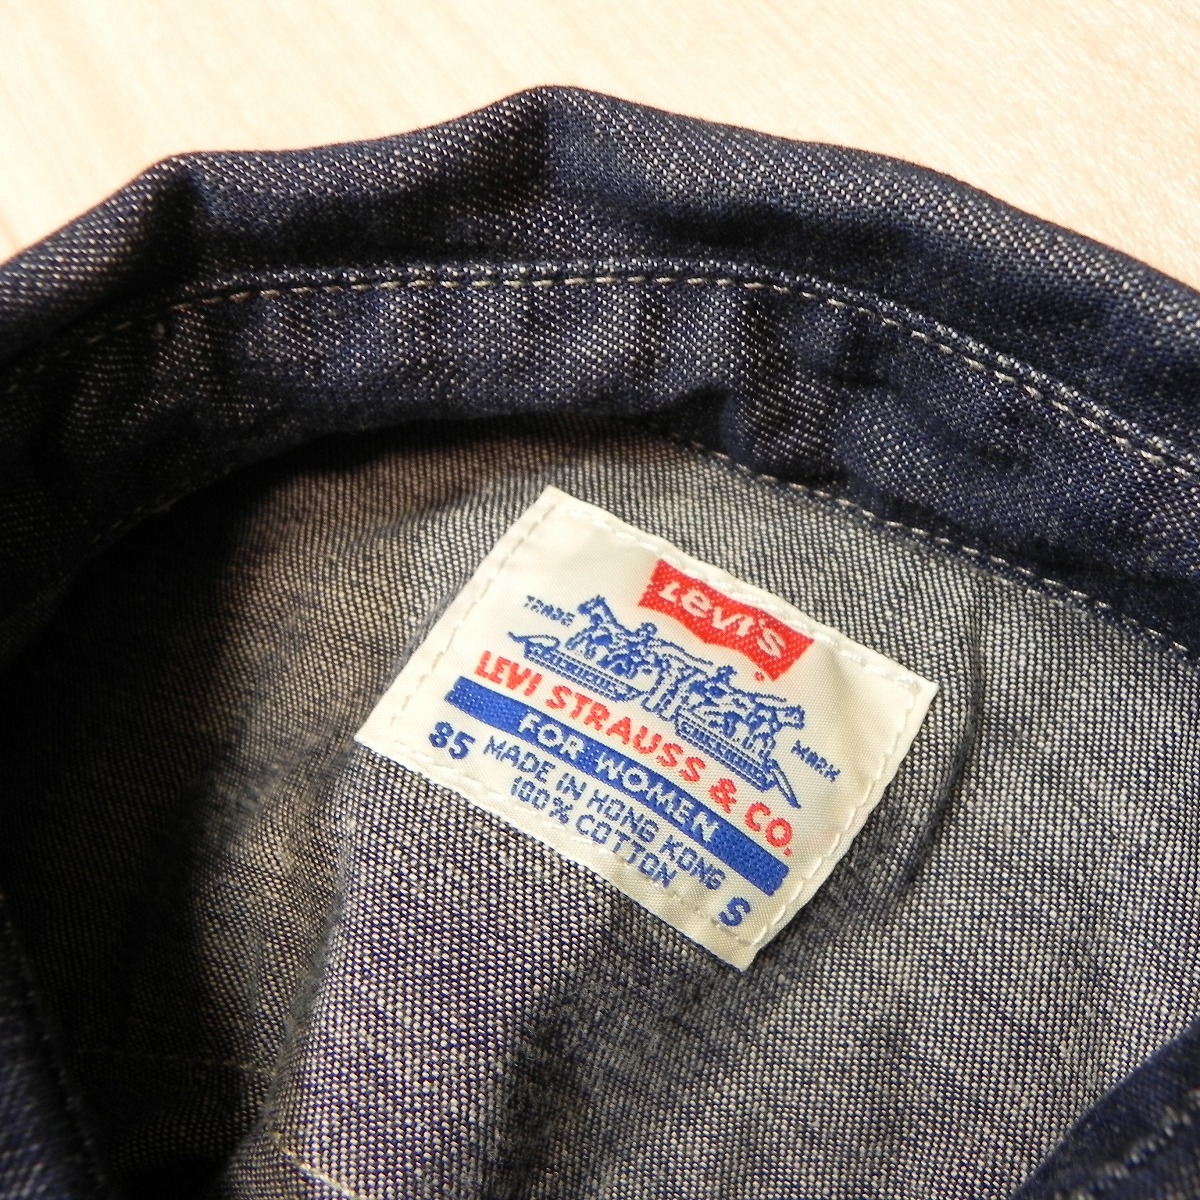 Levi's
TRADE MARK
LEVI STRAUSS & CO.
FOR WOMEN
85 MADE IN HONG KONG
100% COTTON S